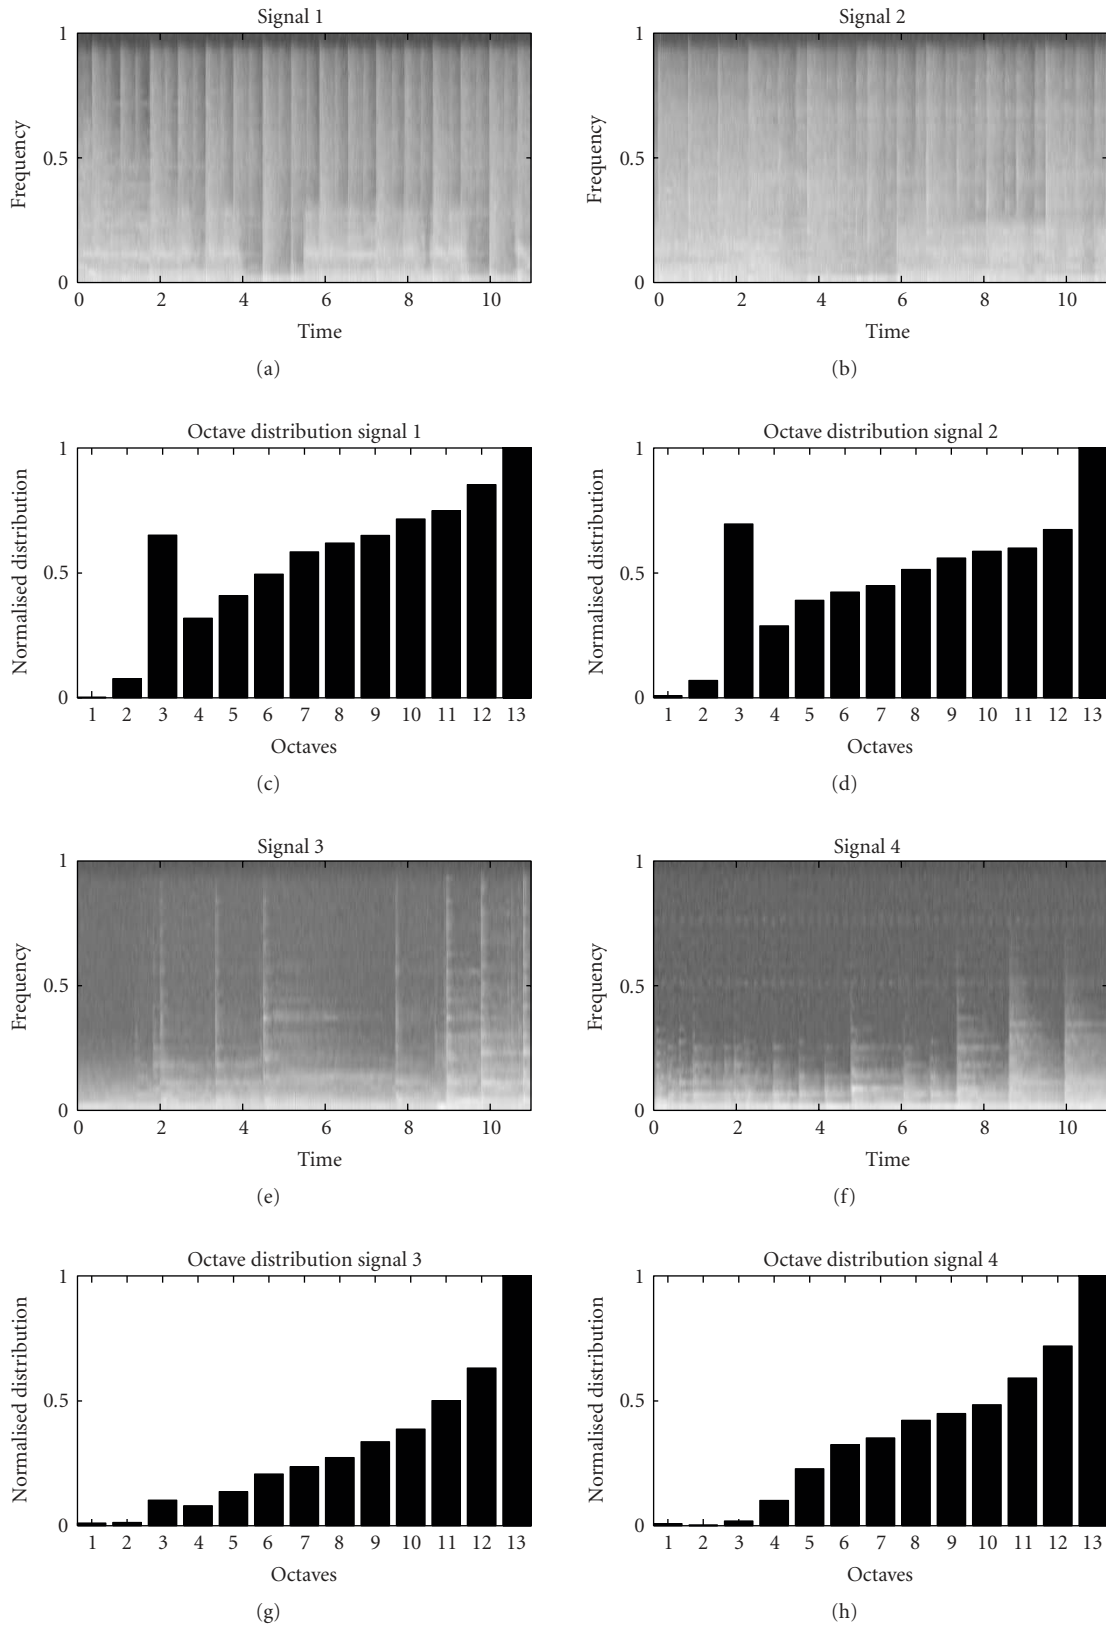 Signal 1
Signal 2
Frequency
1
0.5
0
0 2 4 6 8 10
Time
(a)
Frequency
1
0.5
0
0 2 4 6 8 10
Time
(b)
Octave distribution signal 1
Normalised distribution
1
0.5
0
1 2 3 4 5 6 7 8 9 10 11 12 13
Octaves
(c)
Octave distribution signal 2
Normalised distribution
1
0.5
0
1 2 3 4 5 6 7 8 9 10 11 12 13
Octaves
(d)
Signal 3
Frequency
1
0.5
0
0 2 4 6 8 10
Time
(e)
Signal 4
Frequency
1
0.5
0
0 2 4 6 8 10
Time
(f)
Octave distribution signal 3
Normalised distribution
1
0.5
0
1 2 3 4 5 6 7 8 9 10 11 12 13
Octaves
(g)
Octave distribution signal 4
Normalised distribution
1
0.5
0
1 2 3 4 5 6 7 8 9 10 11 12 13
Octaves
(h)